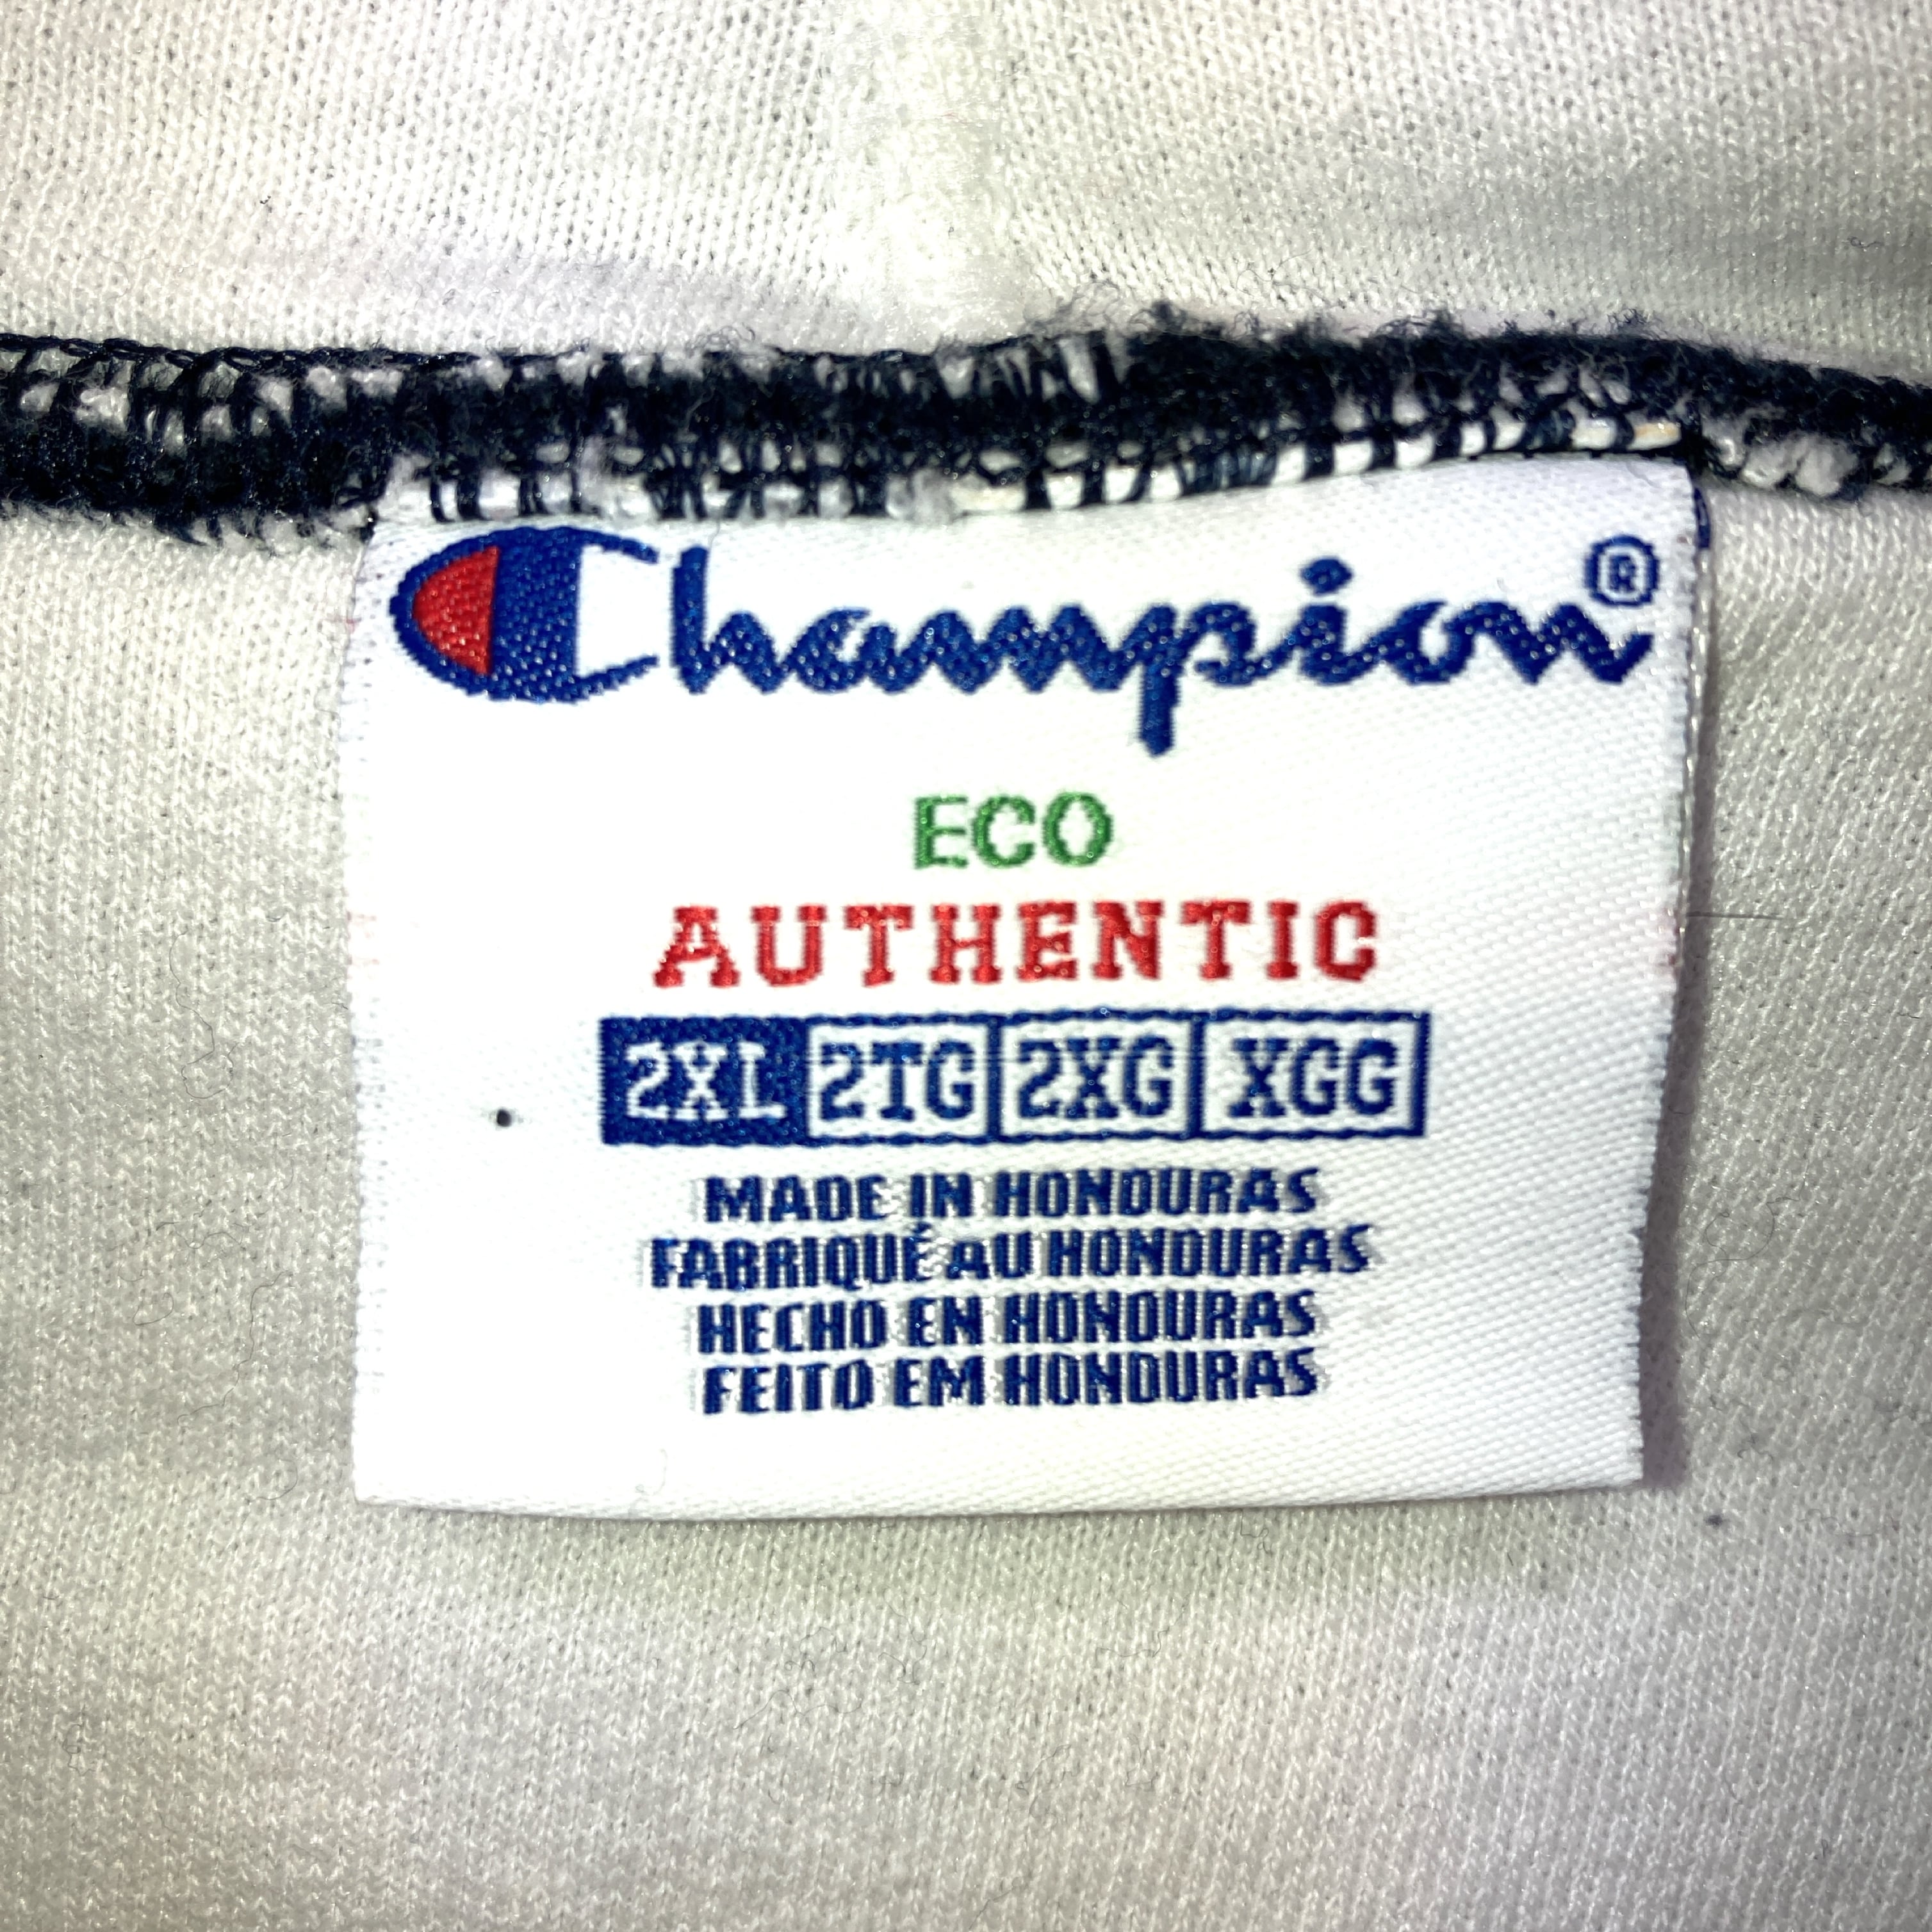 Champion®
ECO
AUTHENTIC
2XL 2TG 2XG XGG
MADE IN HONDURAS
FABRIQUÉ AU HONDURAS
HECHO EN HONDURAS
FEITO EM HONDURAS